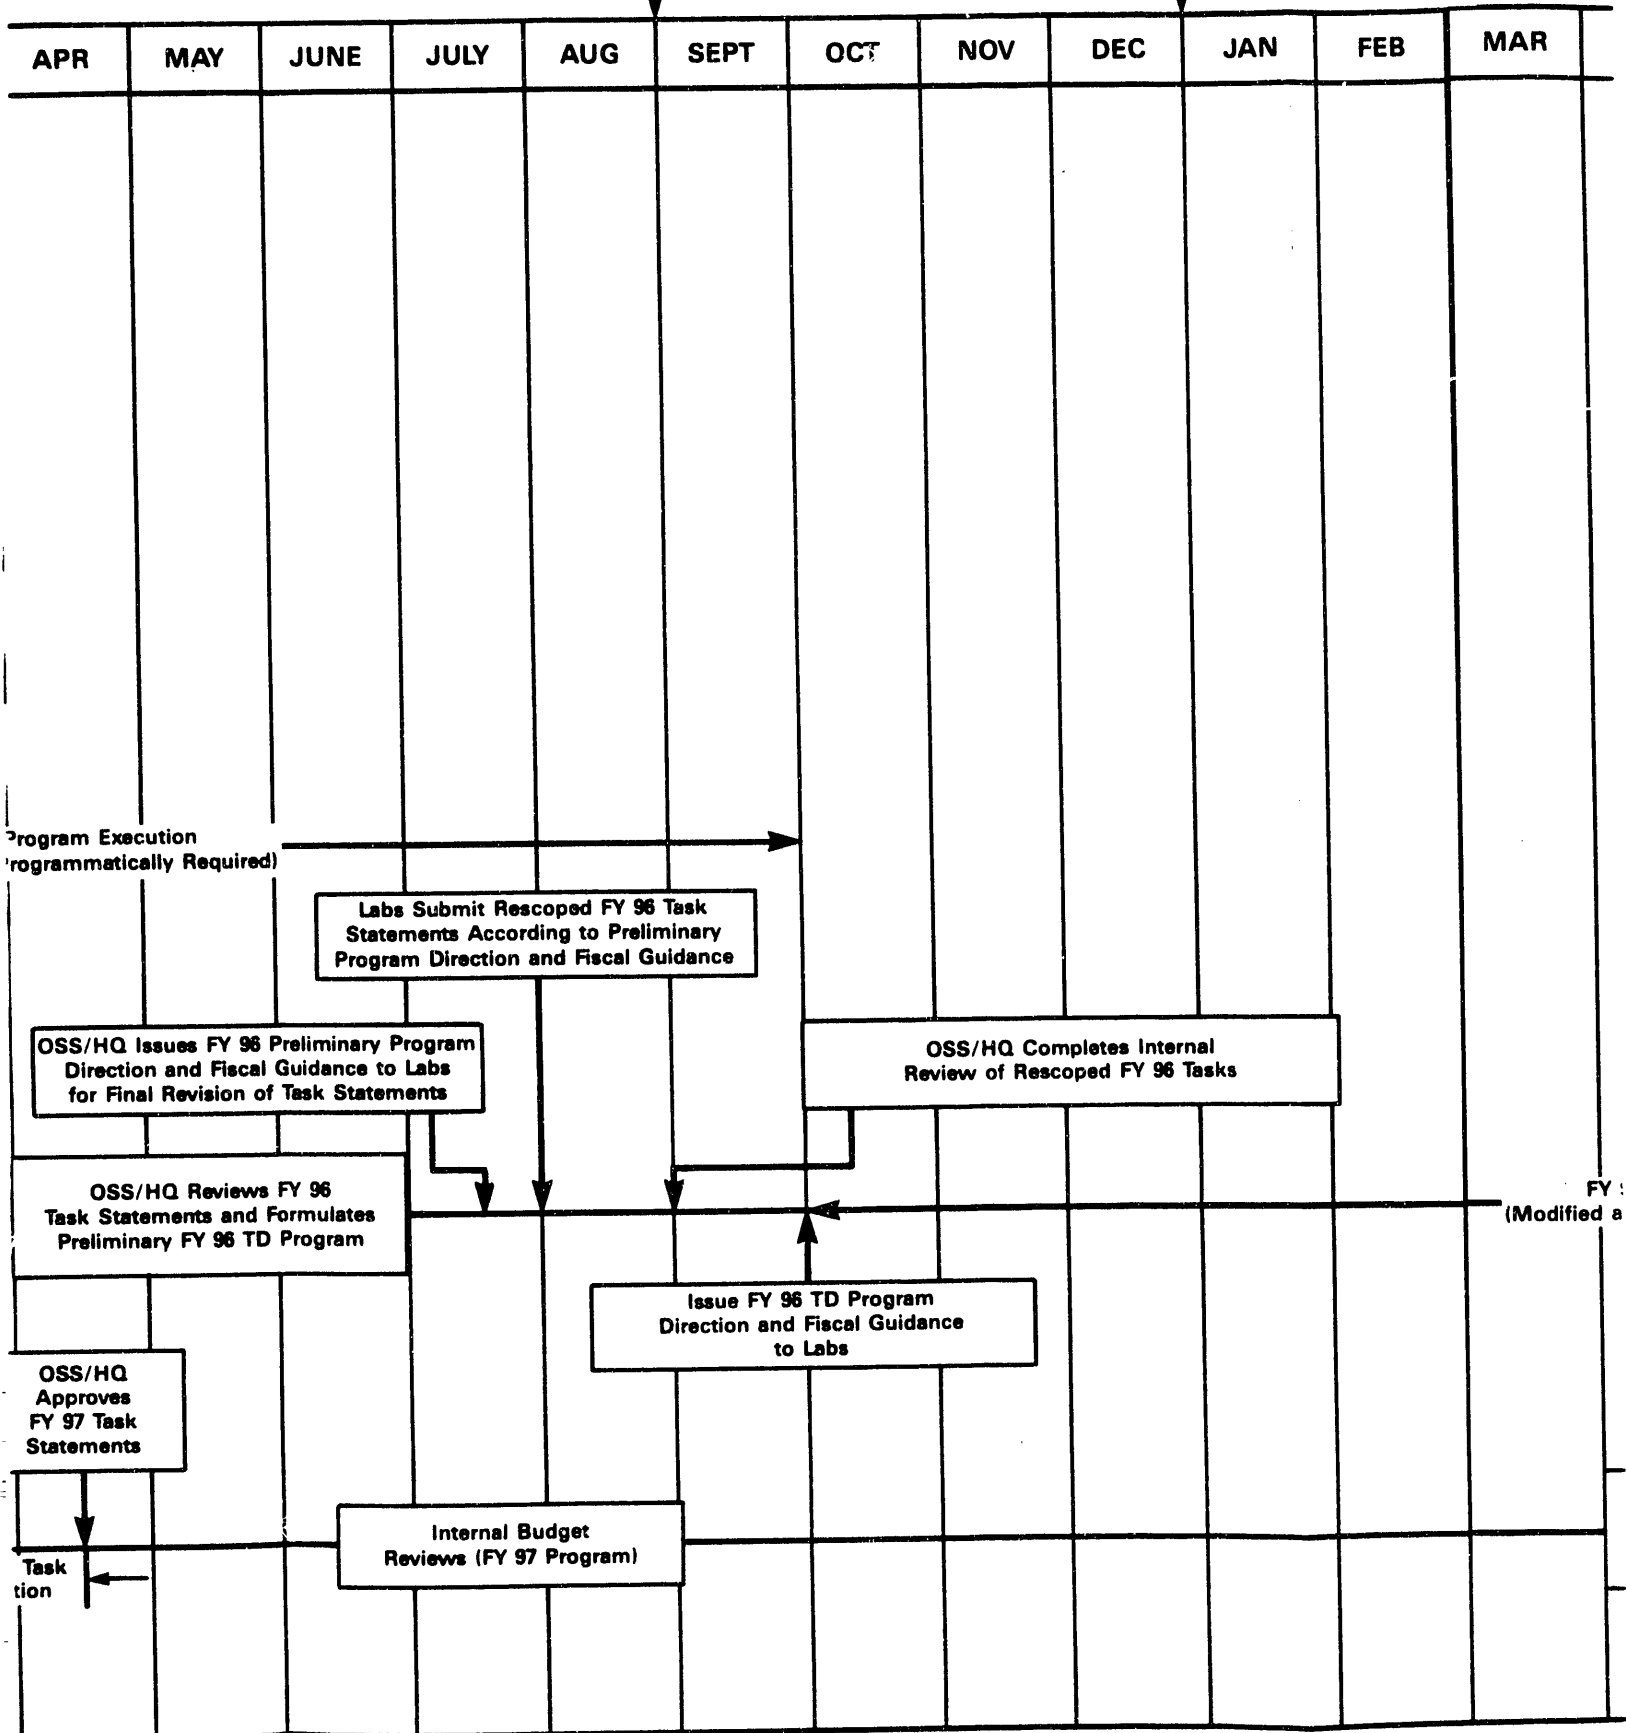 APR MAY JUNE JULY AUG SEPT OCT NOV DEC JAN FEB MAR
Program Execution
rogrammatically Required)
Labs Submit Rescoped FY 96 Task
Statements According to Preliminary
Program Direction and Fiscal Guidance
OSS/HQ Issues FY 96 Preliminary Program
Direction and Fiscal Guidance to Labs
for Final Revision of Task Statements
OSS/HQ Completes Internal
Review of Rescoped FY 96 Tasks
OSS/HQ Reviews FY 96
Task Statements and Formulates
Preliminary FY 96 TD Program
FY
(Modified a
Issue FY 96 TD Program
Direction and Fiscal Guidance
to Labs
OSS/HQ
Approves
FY 97 Task
Statements
Internal Budget
Reviews (FY 97 Program)
Task
tion